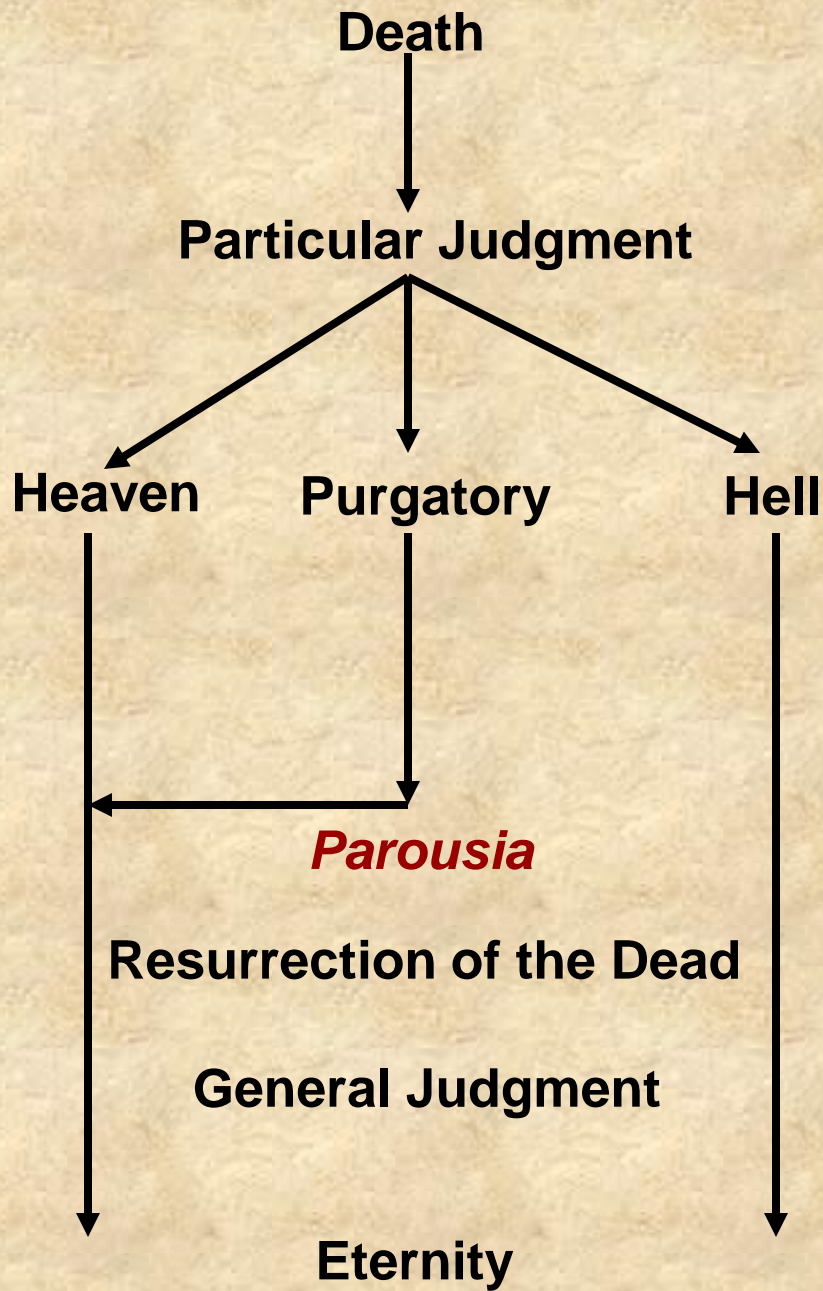 Death
Particular Judgment
Heaven Purgatory Hell
Parousia
Resurrection of the Dead
General Judgment
Eternity